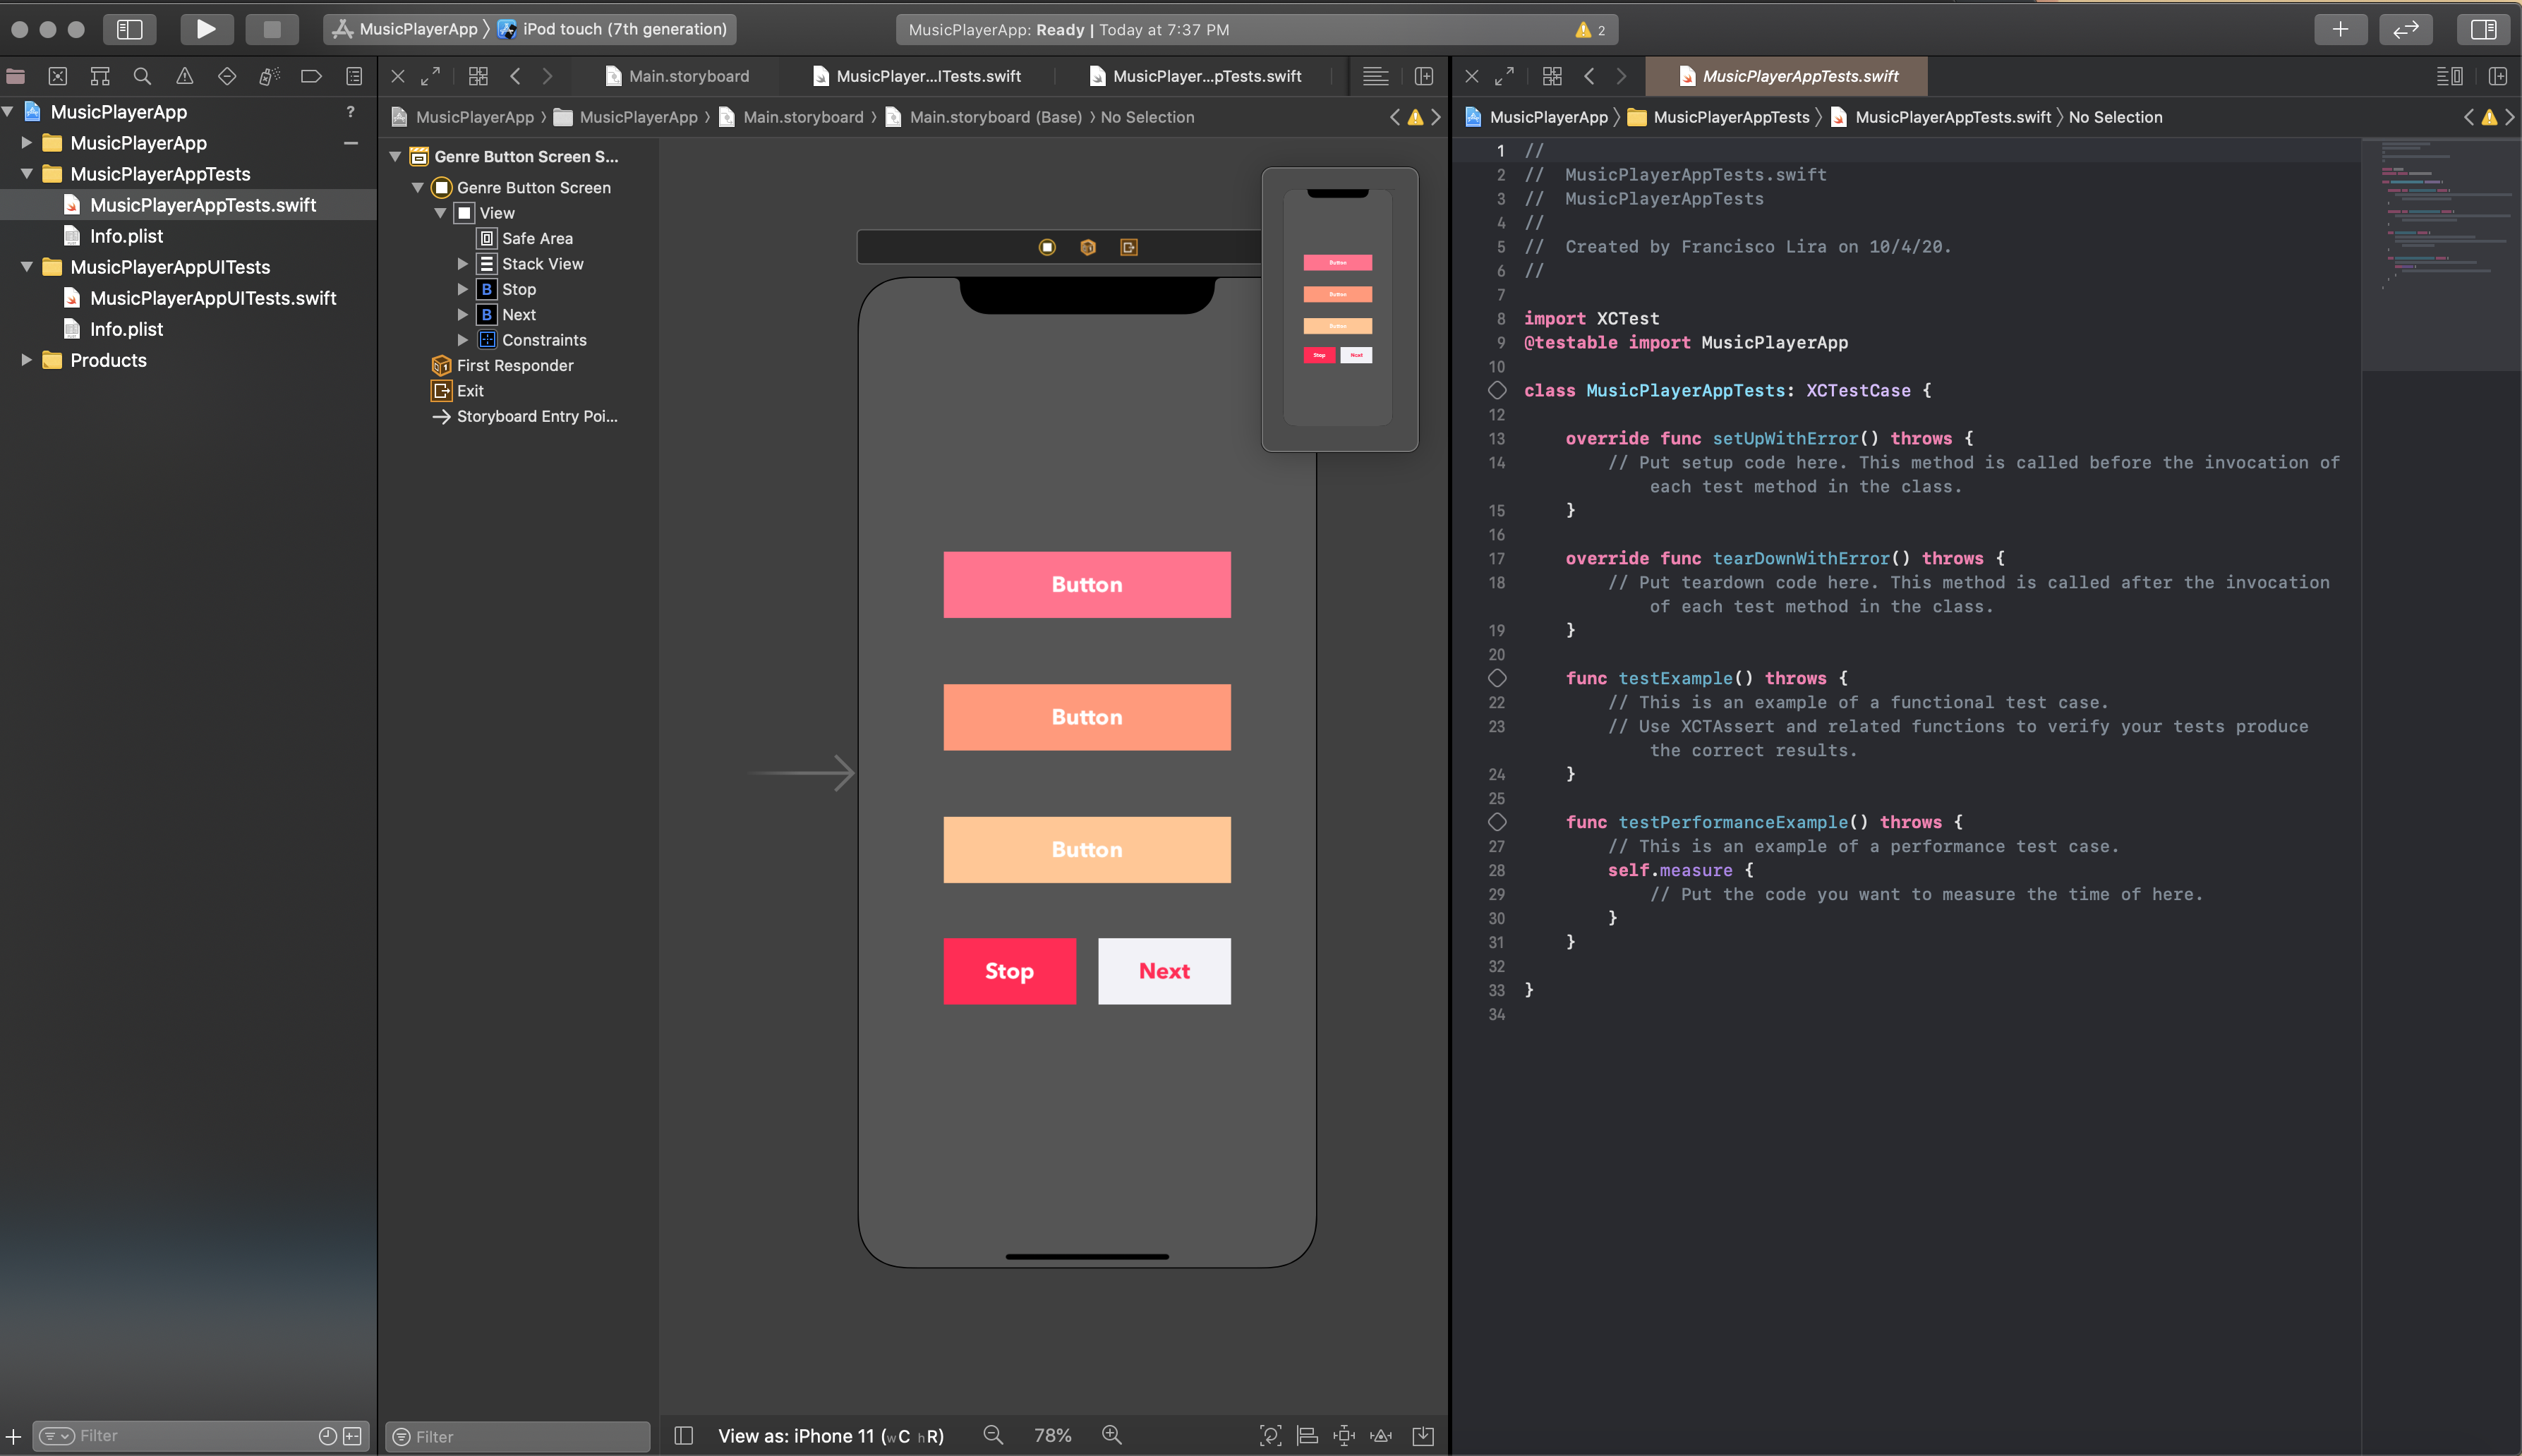 MusicPlayerApp 〉 iPod touch (7th generation)
MusicPlayerApp: Ready | Today at 7:37 PM
2
MusicPlayerApp ?
MusicPlayerApp
MusicPlayerAppTests
MusicPlayerAppTests.swift
Info.plist
MusicPlayerAppUITests
MusicPlayerAppUITests.swift
Info.plist
Products
Filter
Main.storyboard
MusicPlayer...ITests.swift
MusicPlayer...pTests.swift
MusicPlayerApp 〉 MusicPlayerApp 〉 Main.storyboard 〉 Main.storyboard (Base) 〉 No Selection
Genre Button Screen S...
Genre Button Screen
View
Safe Area
Stack View
B Stop
B Next
Constraints
First Responder
Exit
Storyboard Entry Poi...
Filter
Button
Button
Button
Stop Next
Button
Button
Button
Stop Next
View as: iPhone 11 (wC hR)
78%
MusicPlayerAppTests.swift
MusicPlayerApp 〉 MusicPlayerAppTests 〉 MusicPlayerAppTests.swift 〉 No Selection
1 //
2 //  MusicPlayerAppTests.swift
3 //  MusicPlayerAppTests
4 //
5 //  Created by Francisco Lira on 10/4/20.
6 //
7
8 import XCTest
9 @testable import MusicPlayerApp
10
class MusicPlayerAppTests: XCTestCase {
12
13     override func setUpWithError() throws {
14         // Put setup code here. This method is called before the invocation of
each test method in the class.
15     }
16
17     override func tearDownWithError() throws {
18         // Put teardown code here. This method is called after the invocation
of each test method in the class.
19     }
20
func testExample() throws {
22         // This is an example of a functional test case.
23         // Use XCTAssert and related functions to verify your tests produce
the correct results.
24     }
25
func testPerformanceExample() throws {
27         // This is an example of a performance test case.
28         self.measure {
29             // Put the code you want to measure the time of here.
30         }
31     }
32
33 }
34